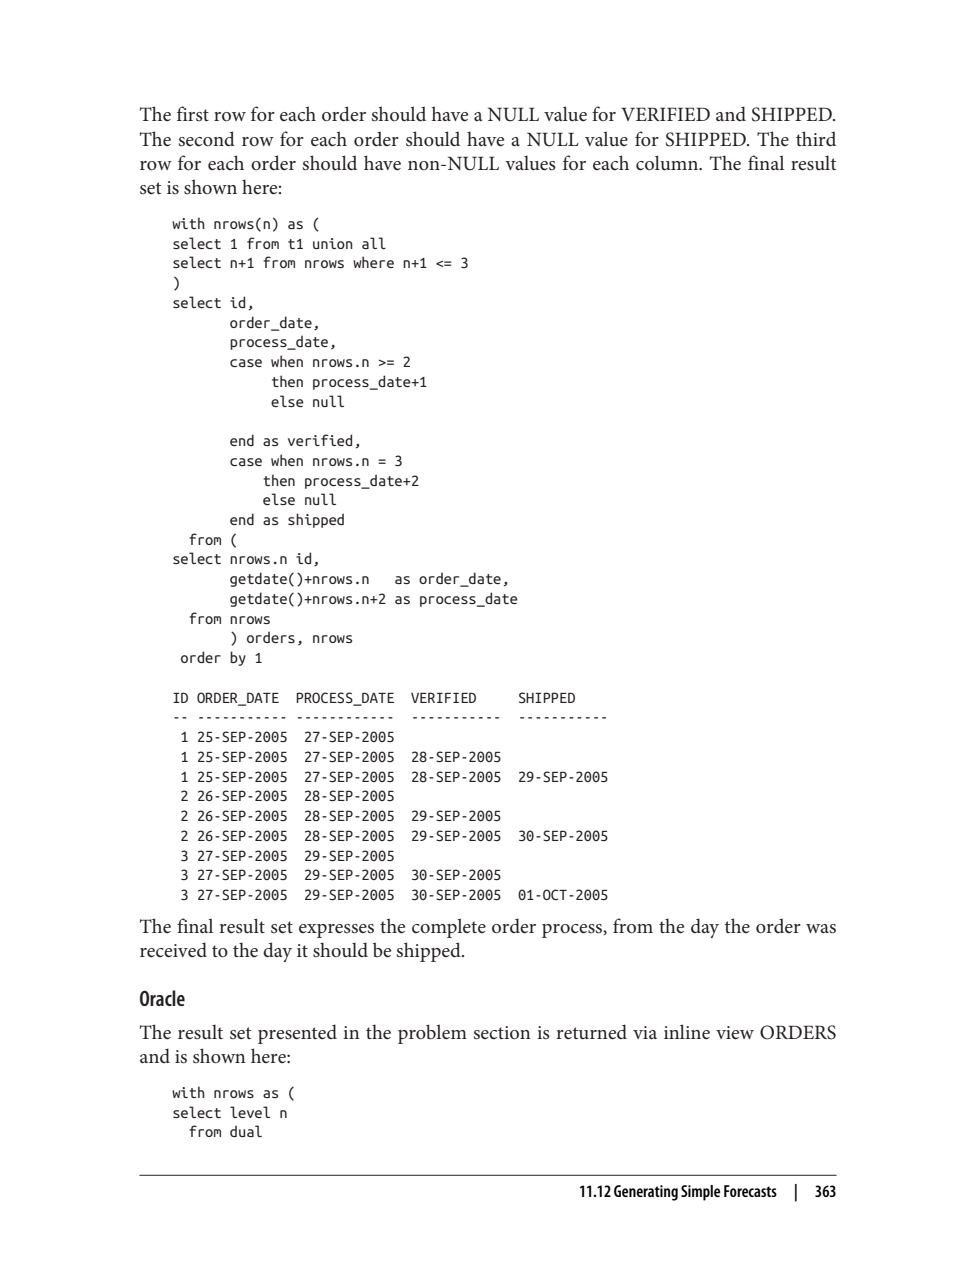 The first row for each order should have a NULL value for VERIFIED and SHIPPED.
The second row for each order should have a NULL value for SHIPPED. The third
row for each order should have non-NULL values for each column. The final result
set is shown here:
with nrows(n) as (
select 1 from t1 union all
select n+1 from nrows where n+1 <= 3
)
select id,
       order_date,
       process_date,
       case when nrows.n >= 2
            then process_date+1
            else null
       end as verified,
       case when nrows.n = 3
           then process_date+2
           else null
       end as shipped
  from (
select nrows.n id,
       getdate()+nrows.n   as order_date,
       getdate()+nrows.n+2 as process_date
  from nrows
       ) orders, nrows
 order by 1
ID ORDER_DATE  PROCESS_DATE  VERIFIED     SHIPPED
-- ----------- ------------  -----------  -----------
 1 25-SEP-2005  27-SEP-2005
 1 25-SEP-2005  27-SEP-2005  28-SEP-2005
 1 25-SEP-2005  27-SEP-2005  28-SEP-2005  29-SEP-2005
 2 26-SEP-2005  28-SEP-2005
 2 26-SEP-2005  28-SEP-2005  29-SEP-2005
 2 26-SEP-2005  28-SEP-2005  29-SEP-2005  30-SEP-2005
 3 27-SEP-2005  29-SEP-2005
 3 27-SEP-2005  29-SEP-2005  30-SEP-2005
 3 27-SEP-2005  29-SEP-2005  30-SEP-2005  01-OCT-2005
The final result set expresses the complete order process, from the day the order was
received to the day it should be shipped.
Oracle
The result set presented in the problem section is returned via inline view ORDERS
and is shown here:
with nrows as (
select level n
  from dual
11.12 Generating Simple Forecasts | 363